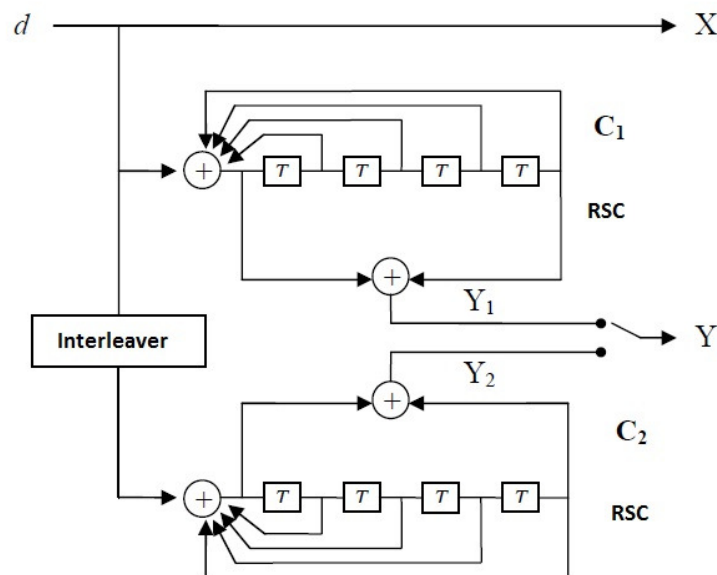 d X
C1
+ T T T T
RSC
+
Y1
Interleaver
Y
Y2
+
C2
+ T T T T
RSC